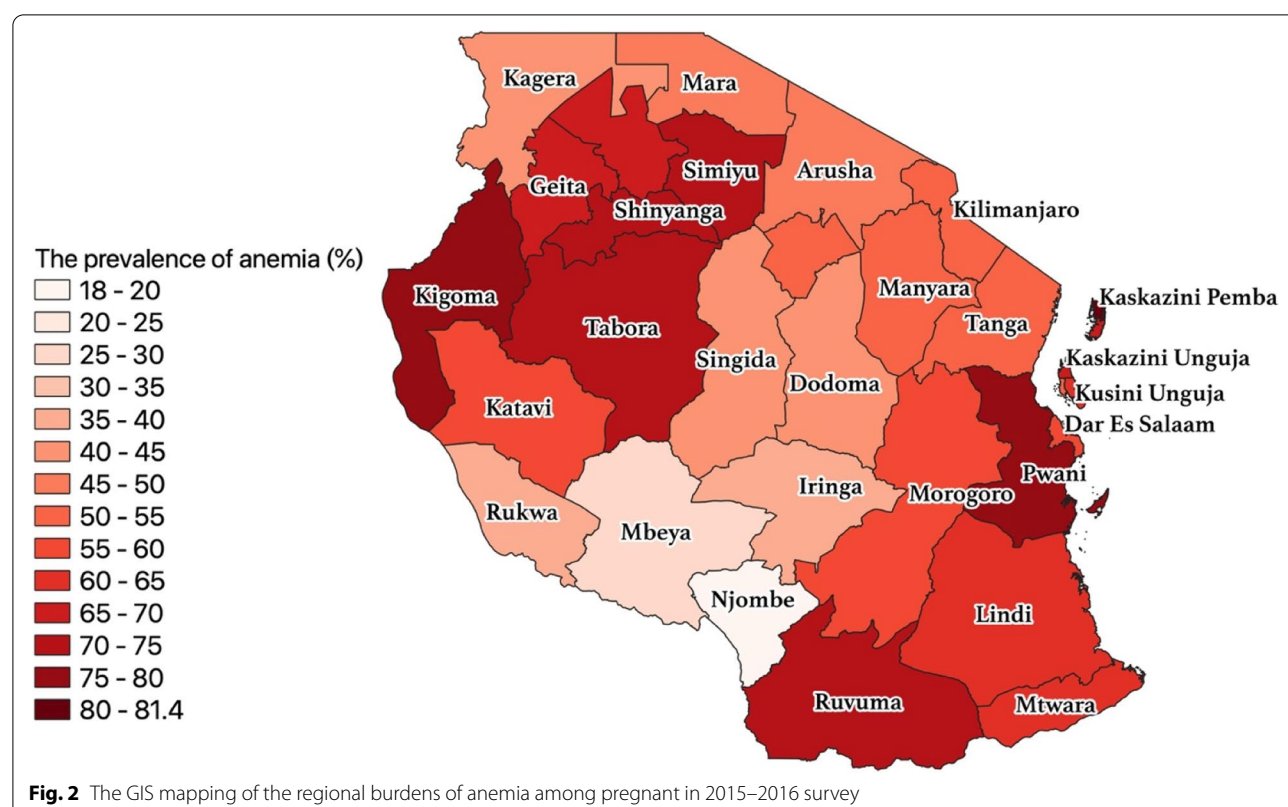 Kagera
Mara
Simiyu
Arusha
Geita
Shinyanga
Kilimanjaro
The prevalence of anemia (%)
18 - 20
20 - 25
25 - 30
30 - 35
35 - 40
40 - 45
45 - 50
50 - 55
55 - 60
60 - 65
65 - 70
70 - 75
75 - 80
80 - 81.4
Kigoma
Manyara
Kaskazini Pemba
Tabora
Tanga
Singida
Kaskazini Unguja
Dodoma
Kusini Unguja
Katavi
Dar Es Salaam
Pwani
Iringa
Morogoro
Rukwa
Mbeya
Njombe
Lindi
Ruvuma
Mtwara
Fig. 2 The GIS mapping of the regional burdens of anemia among pregnant in 2015–2016 survey